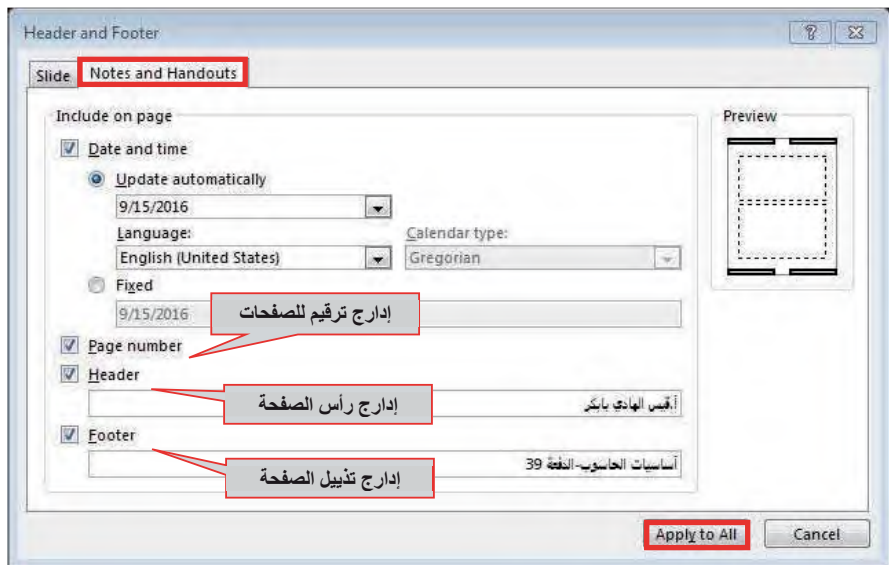 Header and Footer
Slide
Notes and Handouts
Include on page
Preview
Date and time
Update automatically
9/15/2016
Language:
Calendar type:
English (United States)
Gregorian
Fixed
9/15/2016
إدارج ترقيم للصفحات
Page number
Header
إدارج رأس الصفحة
أ.قيس الهادي بابكر
Footer
أساسيات الحاسوب-الدفعة 39
إدارج تذييل الصفحة
Apply to All
Cancel